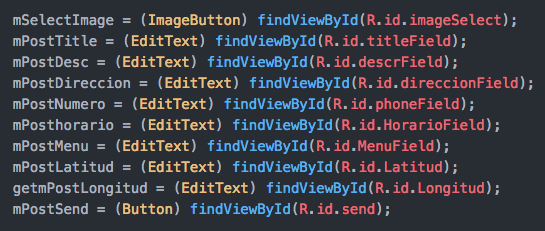 mSelectImage = (ImageButton) findViewById(R.id.imageSelect);
mPostTitle = (EditText) findViewById(R.id.titleField);
mPostDesc = (EditText) findViewById(R.id.descrField);
mPostDireccion = (EditText) findViewById(R.id.direccionField);
mPostNumero = (EditText) findViewById(R.id.phoneField);
mPosthorario = (EditText) findViewById(R.id.HorarioField);
mPostMenu = (EditText) findViewById(R.id.MenuField);
mPostLatitud = (EditText) findViewById(R.id.Latitud);
getmPostLongitud = (EditText) findViewById(R.id.Longitud);
mPostSend = (Button) findViewById(R.id.send);